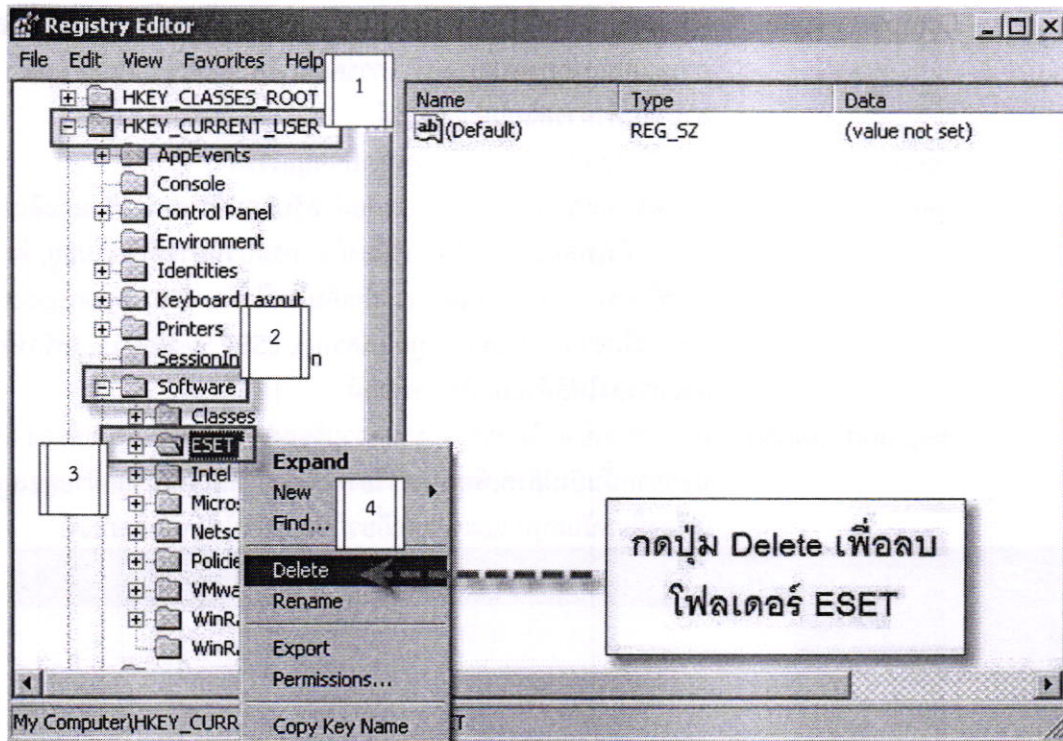 Registry Editor
File Edit View Favorites Help
1
HKEY_CLASSES_ROOT
HKEY_CURRENT_USER
AppEvents
Console
Control Panel
Environment
Identities
Keyboard Layout
Printers
2
Software
Classes
ESET
3
Intel
Name Type Data
(Default) REG_SZ (value not set)
Expand
New
4
Find...
Delete
Rename
Export
Permissions...
Copy Key Name
กดปุ่ม Delete เพื่อลบ
โฟลเดอร์ ESET